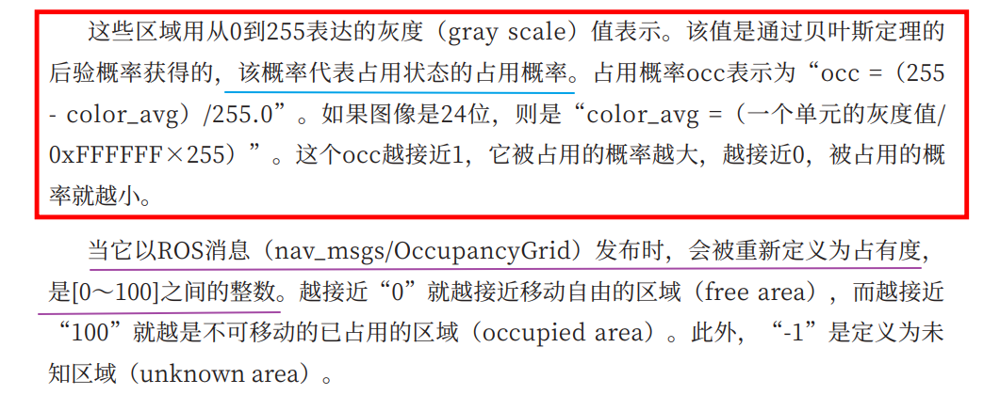 这些区域用从0到255表达的灰度（gray scale）值表示。该值是通过贝叶斯定理的
后验概率获得的，该概率代表占用状态的占用概率。占用概率occ表示为“occ =（255
- color_avg）/255.0”。如果图像是24位，则是“color_avg =（一个单元的灰度值/
0xFFFFFF×255）”。这个occ越接近1，它被占用的概率越大，越接近0，被占用的概
率就越小。
当它以ROS消息（nav_msgs/OccupancyGrid）发布时，会被重新定义为占有度，
是[0～100]之间的整数。越接近“0”就越接近移动自由的区域（free area），而越接近
“100”就越是不可移动的已占用的区域（occupied area）。此外，“-1”是定义为未
知区域（unknown area）。